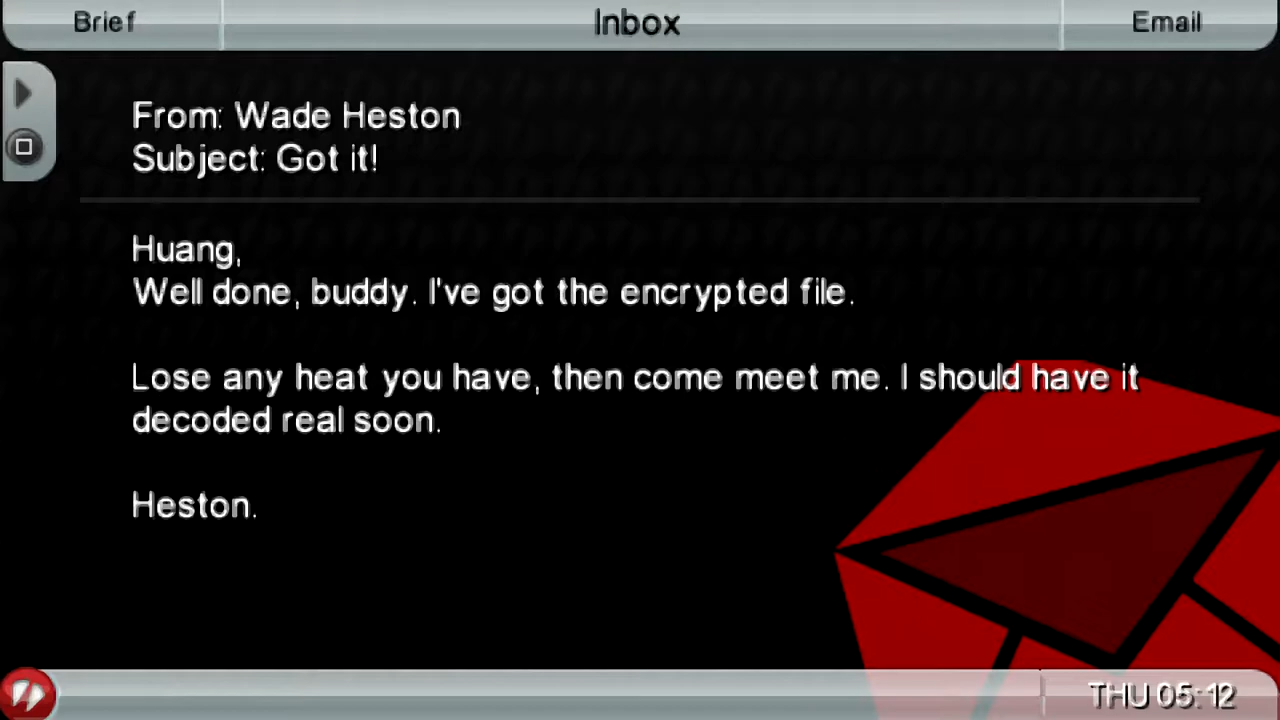 Brief
Inbox
Email
From: Wade Heston
Subject: Got it!
Huang,
Well done, buddy. I've got the encrypted file.
Lose any heat you have, then come meet me. I should have it
decoded real soon.
Heston.
THU 05:12